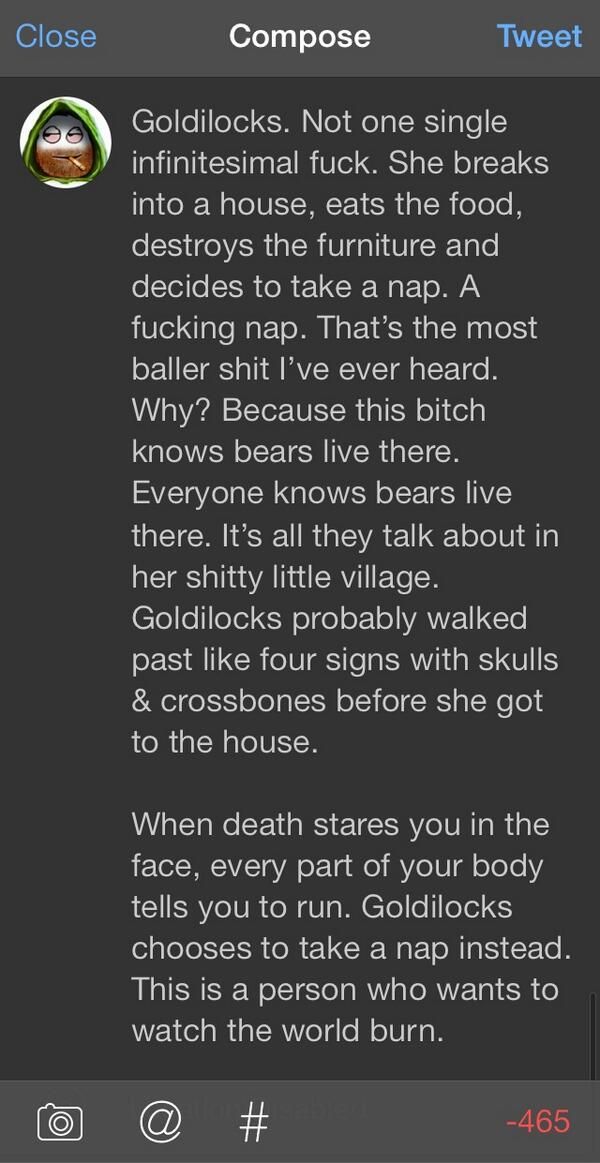 Close Compose Tweet
Goldilocks. Not one single
infinitesimal fuck. She breaks
into a house, eats the food,
destroys the furniture and
decides to take a nap. A
fucking nap. That’s the most
baller shit I’ve ever heard.
Why? Because this bitch
knows bears live there.
Everyone knows bears live
there. It’s all they talk about in
her shitty little village.
Goldilocks probably walked
past like four signs with skulls
& crossbones before she got
to the house.
When death stares you in the
face, every part of your body
tells you to run. Goldilocks
chooses to take a nap instead.
This is a person who wants to
watch the world burn.
@ # -465